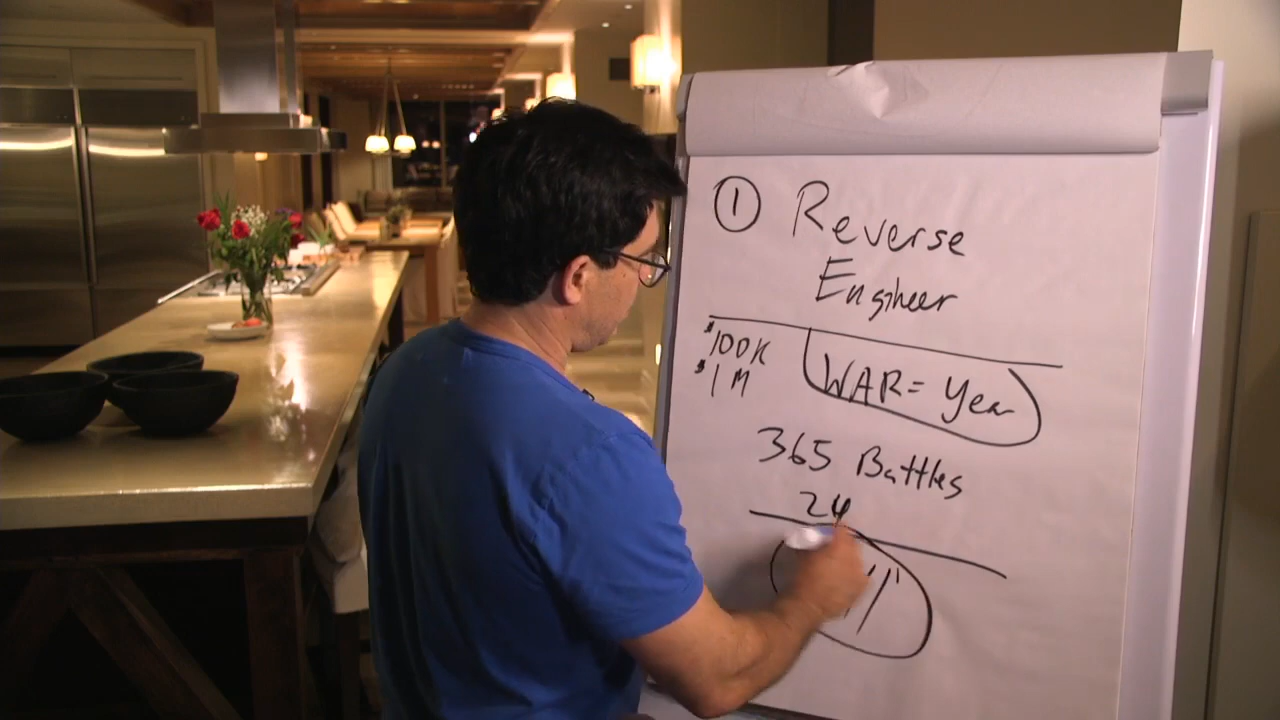 ① Reverse
Engineer
$100K
$1M
WAR = Year
365 Battles
24